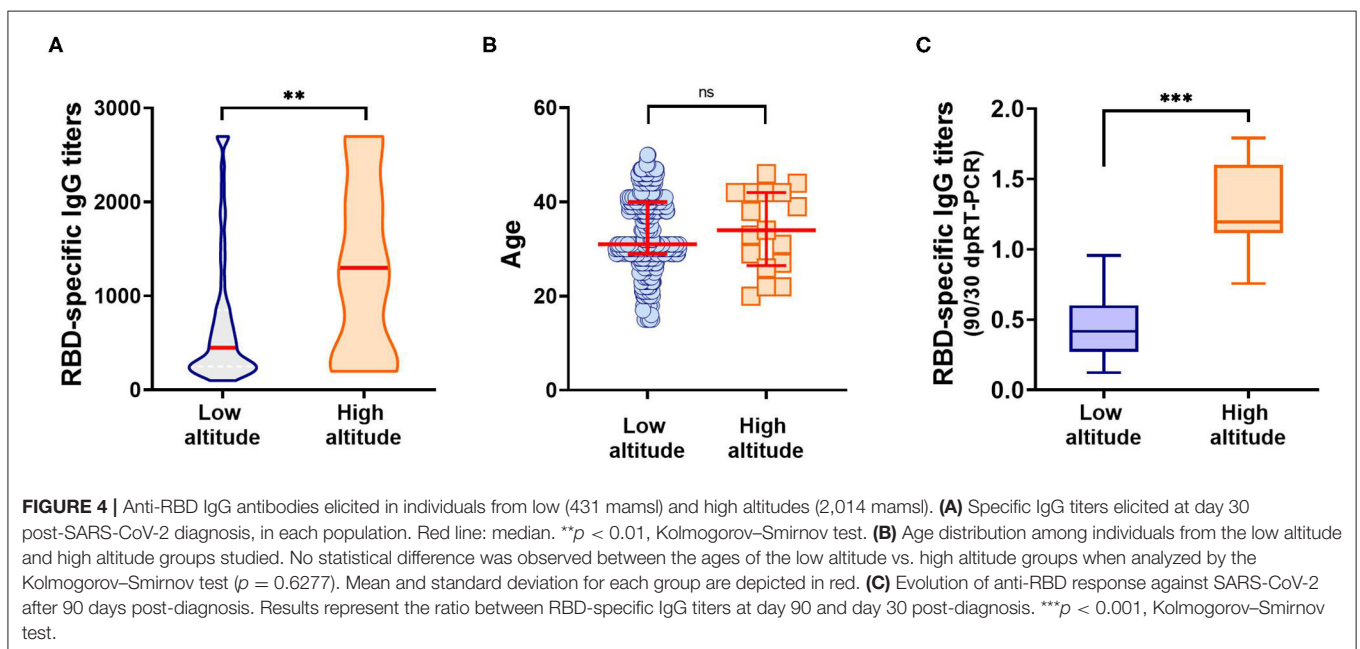 A
B
C
**
ns
***
3000
2000
1000
0
RBD-specific IgG titers
Low altitude
High altitude
60
40
20
0
Age
Low altitude
High altitude
2.0
1.5
1.0
0.5
0.0
RBD-specific IgG titers
(90/30 dpRT-PCR)
Low altitude
High altitude
FIGURE 4 | Anti-RBD IgG antibodies elicited in individuals from low (431 mamsl) and high altitudes (2,014 mamsl). (A) Specific IgG titers elicited at day 30
post-SARS-CoV-2 diagnosis, in each population. Red line: median. **p < 0.01, Kolmogorov–Smirnov test. (B) Age distribution among individuals from the low altitude
and high altitude groups studied. No statistical difference was observed between the ages of the low altitude vs. high altitude groups when analyzed by the
Kolmogorov–Smirnov test (p = 0.6277). Mean and standard deviation for each group are depicted in red. (C) Evolution of anti-RBD response against SARS-CoV-2
after 90 days post-diagnosis. Results represent the ratio between RBD-specific IgG titers at day 90 and day 30 post-diagnosis. ***p < 0.001, Kolmogorov–Smirnov
test.